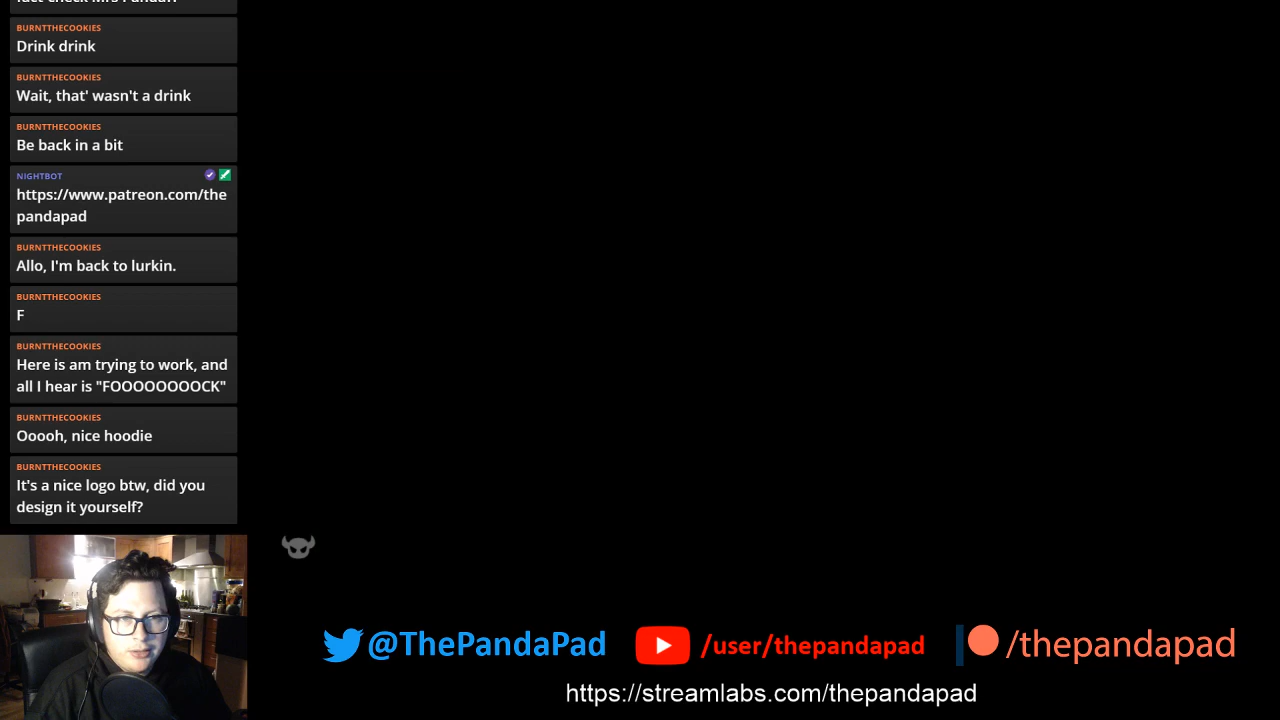 BURNTTHECOOKIES
Drink drink
BURNTTHECOOKIES
Wait, that' wasn't a drink
BURNTTHECOOKIES
Be back in a bit
NIGHTBOT
https://www.patreon.com/the
pandapad
BURNTTHECOOKIES
Allo, I'm back to lurkin.
BURNTTHECOOKIES
F
BURNTTHECOOKIES
Here is am trying to work, and
all I hear is "FOOOOOOOOCK"
BURNTTHECOOKIES
Ooooh, nice hoodie
BURNTTHECOOKIES
It's a nice logo btw, did you
design it yourself?
@ThePandaPad
/user/thepandapad
/thepandapad
https://streamlabs.com/thepandapad